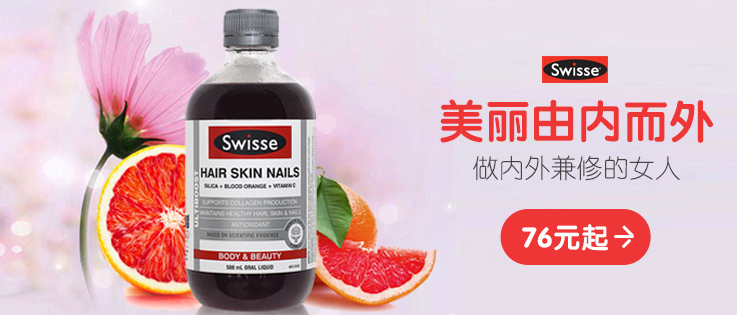 Swisse
美丽由内而外
做内外兼修的女人
76元起→
Swisse
ULTIBOOST
HAIR SKIN NAILS
SILICA + BLOOD ORANGE + VITAMIN C
SUPPORTS COLLAGEN PRODUCTION
MAINTAINS HEALTHY HAIR, SKIN & NAILS
ANTIOXIDANT
BASED ON SCIENTIFIC EVIDENCE
BODY & BEAUTY
500 mL ORAL LIQUID